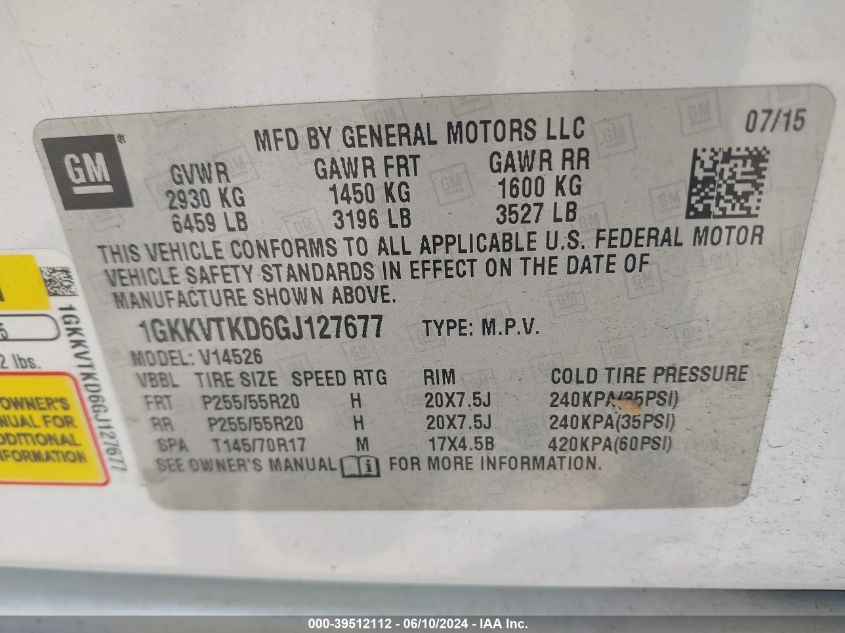 GM ®
MFD BY GENERAL MOTORS LLC
07/15
GVWR GAWR FRT GAWR RR
2930 KG 1450 KG 1600 KG
6459 LB 3196 LB 3527 LB
THIS VEHICLE CONFORMS TO ALL APPLICABLE U.S. FEDERAL MOTOR
VEHICLE SAFETY STANDARDS IN EFFECT ON THE DATE OF
MANUFACTURE SHOWN ABOVE.
1GKKVTKD6GJ127677 TYPE: M.P.V.
MODEL: V14526
VBBL TIRE SIZE SPEED RTG RIM COLD TIRE PRESSURE
FRT P255/55R20 H 20X7.5J 240KPA(35PSI)
RR P255/55R20 H 20X7.5J 240KPA(35PSI)
SPA T145/70R17 M 17X4.5B 420KPA(60PSI)
SEE OWNER'S MANUAL FOR MORE INFORMATION.
1GKKVTKD6GJ127677
2 lbs.
OWNER'S
FOR
ADDITIONAL
INFORMATION
000-39512112 - 06/10/2024 - IAA Inc.